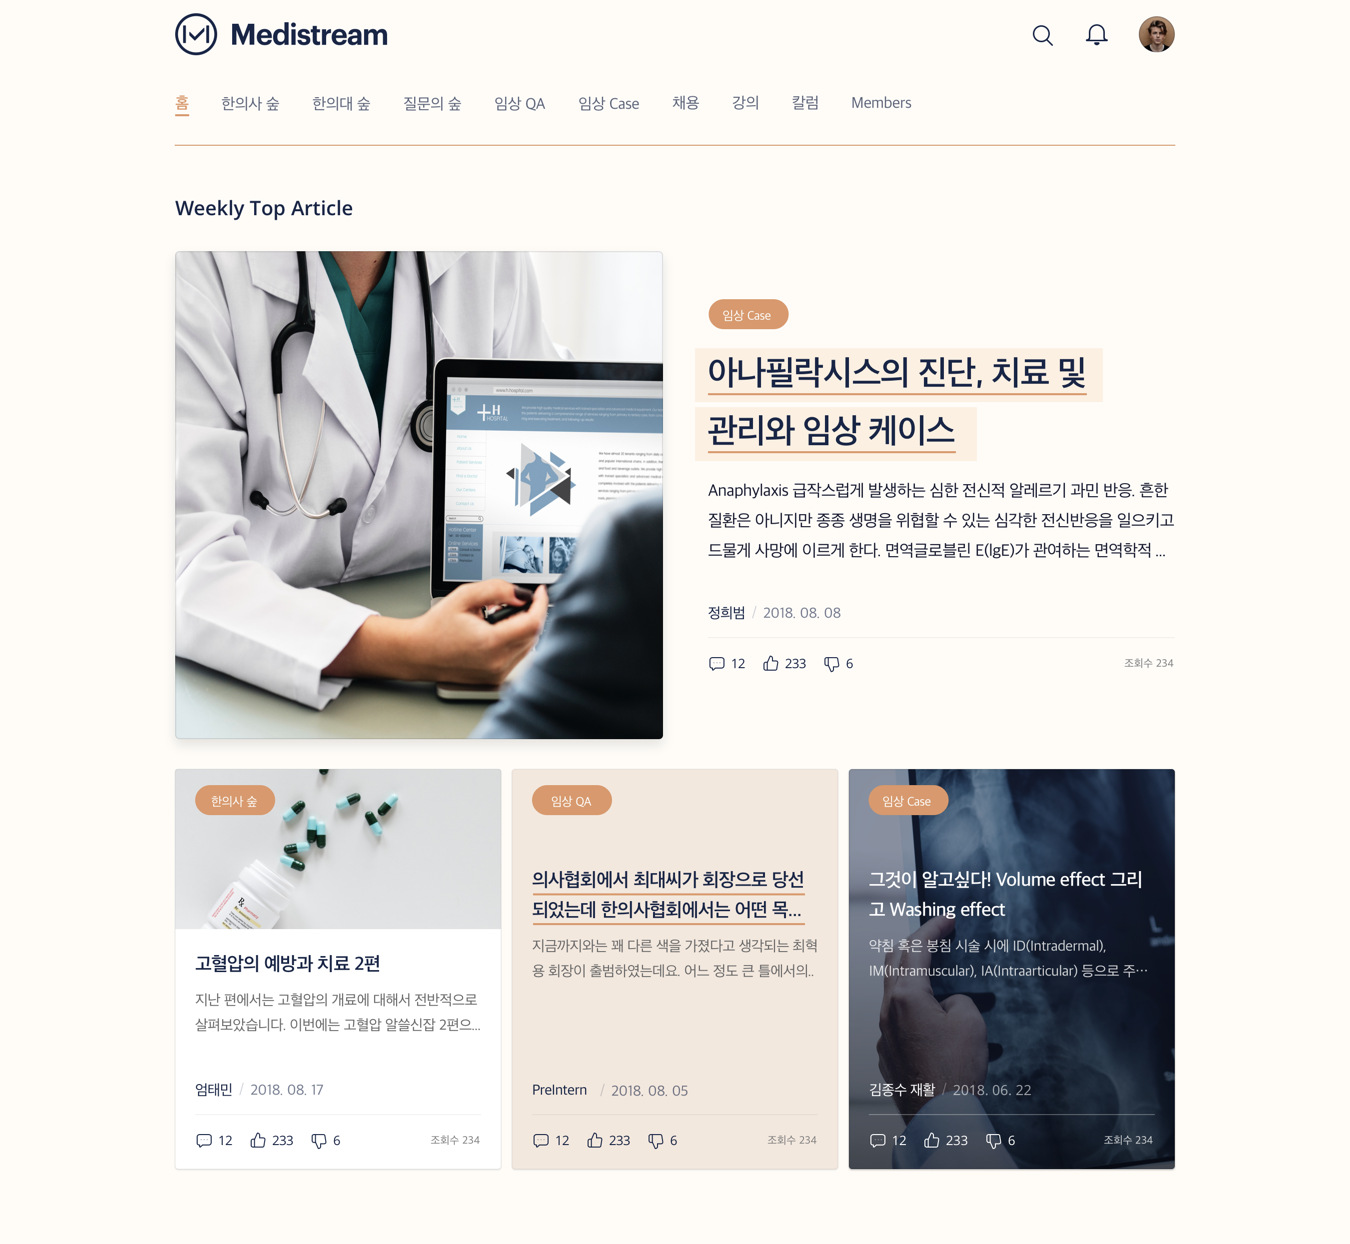 Medistream
홈 한의사 숲 한의대 숲 질문의 숲 임상 QA 임상 Case 채용 강의 칼럼 Members
Weekly Top Article
임상 Case
아나필락시스의 진단, 치료 및
관리와 임상 케이스
Anaphylaxis 급작스럽게 발생하는 심한 전신적 알레르기 과민 반응. 흔한
질환은 아니지만 종종 생명을 위협할 수 있는 심각한 전신반응을 일으키고
드물게 사망에 이르게 한다. 면역글로블린 E(lgE)가 관여하는 면역학적 ...
정희범 / 2018. 08. 08
12 233 6 조회수 234
H
HOSPITAL
한의사 숲
고혈압의 예방과 치료 2편
지난 편에서는 고혈압의 개료에 대해서 전반적으로
살펴보았습니다. 이번에는 고혈압 알쓸신잡 2편으...
엄태민 / 2018. 08. 17
12 233 6 조회수 234
임상 QA
의사협회에서 최대씨가 회장으로 당선
되었는데 한의사협회에서는 어떤 목...
지금까지와는 꽤 다른 색을 가졌다고 생각되는 최혁
용 회장이 출범하였는데요. 어느 정도 큰 틀에서의..
PreIntern / 2018. 08. 05
12 233 6 조회수 234
임상 Case
그것이 알고싶다! Volume effect 그리
고 Washing effect
약침 혹은 봉침 시술 시에 ID(Intradermal),
IM(Intramuscular), IA(Intraarticular) 등으로 주…
김종수 재활 / 2018. 06. 22
12 233 6 조회수 234